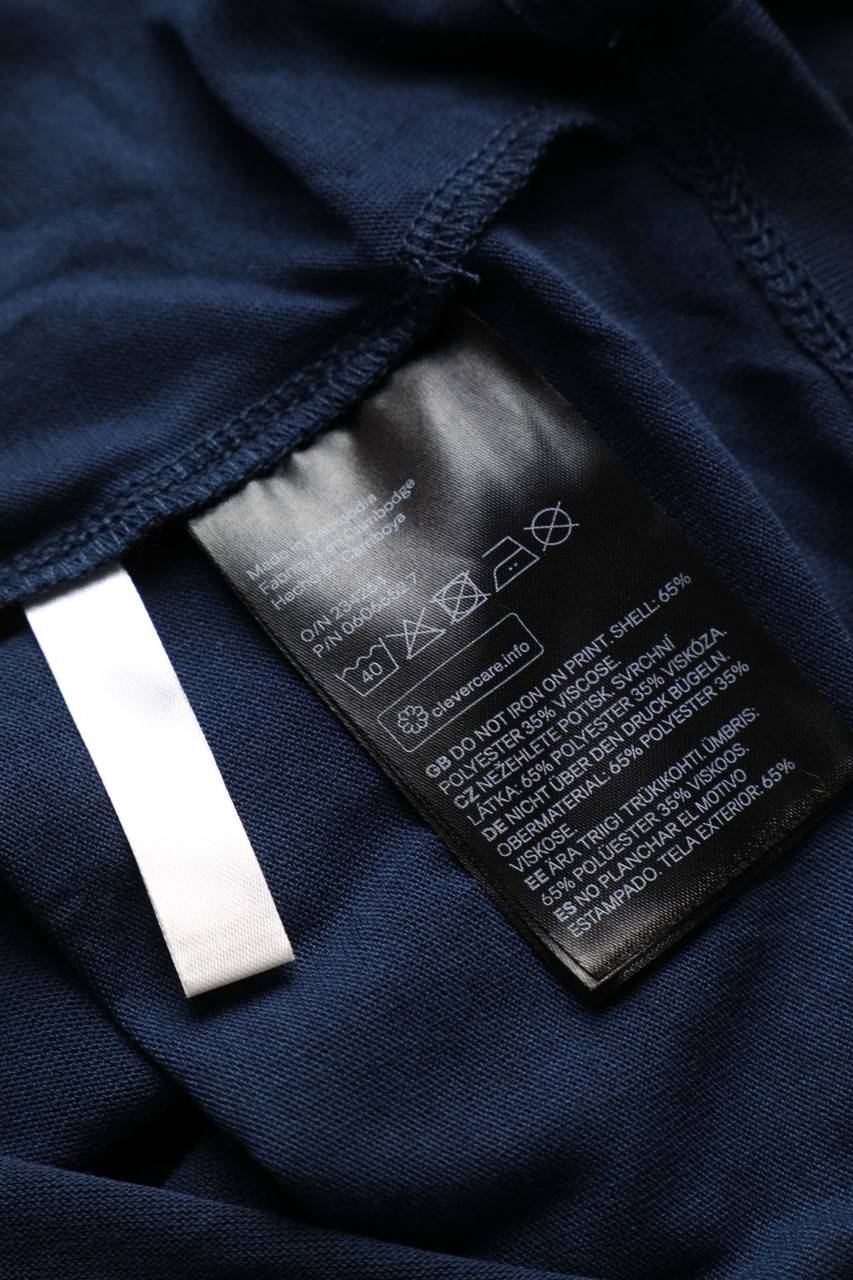 Made in Cambodia
Fabriqué en Cambodge
Hecho en Camboya
O/N
P/N
40
clevercare.info
GB DO NOT IRON ON PRINT. SHELL: 65%
POLYESTER 35% VISCOSE
CZ NEŽEHLETE POTISK. SVRCHNÍ
LÁTKA: 65% POLYESTER 35% VISKÓZA.
DE NICHT ÜBER DEN DRUCK BÜGELN.
OBERMATERIAL: 65% POLYESTER 35%
VISKOSE
EE ÄRA TRIIGI TRÜKIKOHTI. ÜMBRIS:
65% POLÜESTER 35% VISKOOS.
ES NO PLANCHAR EL MOTIVO
ESTAMPADO. TELA EXTERIOR: 65%